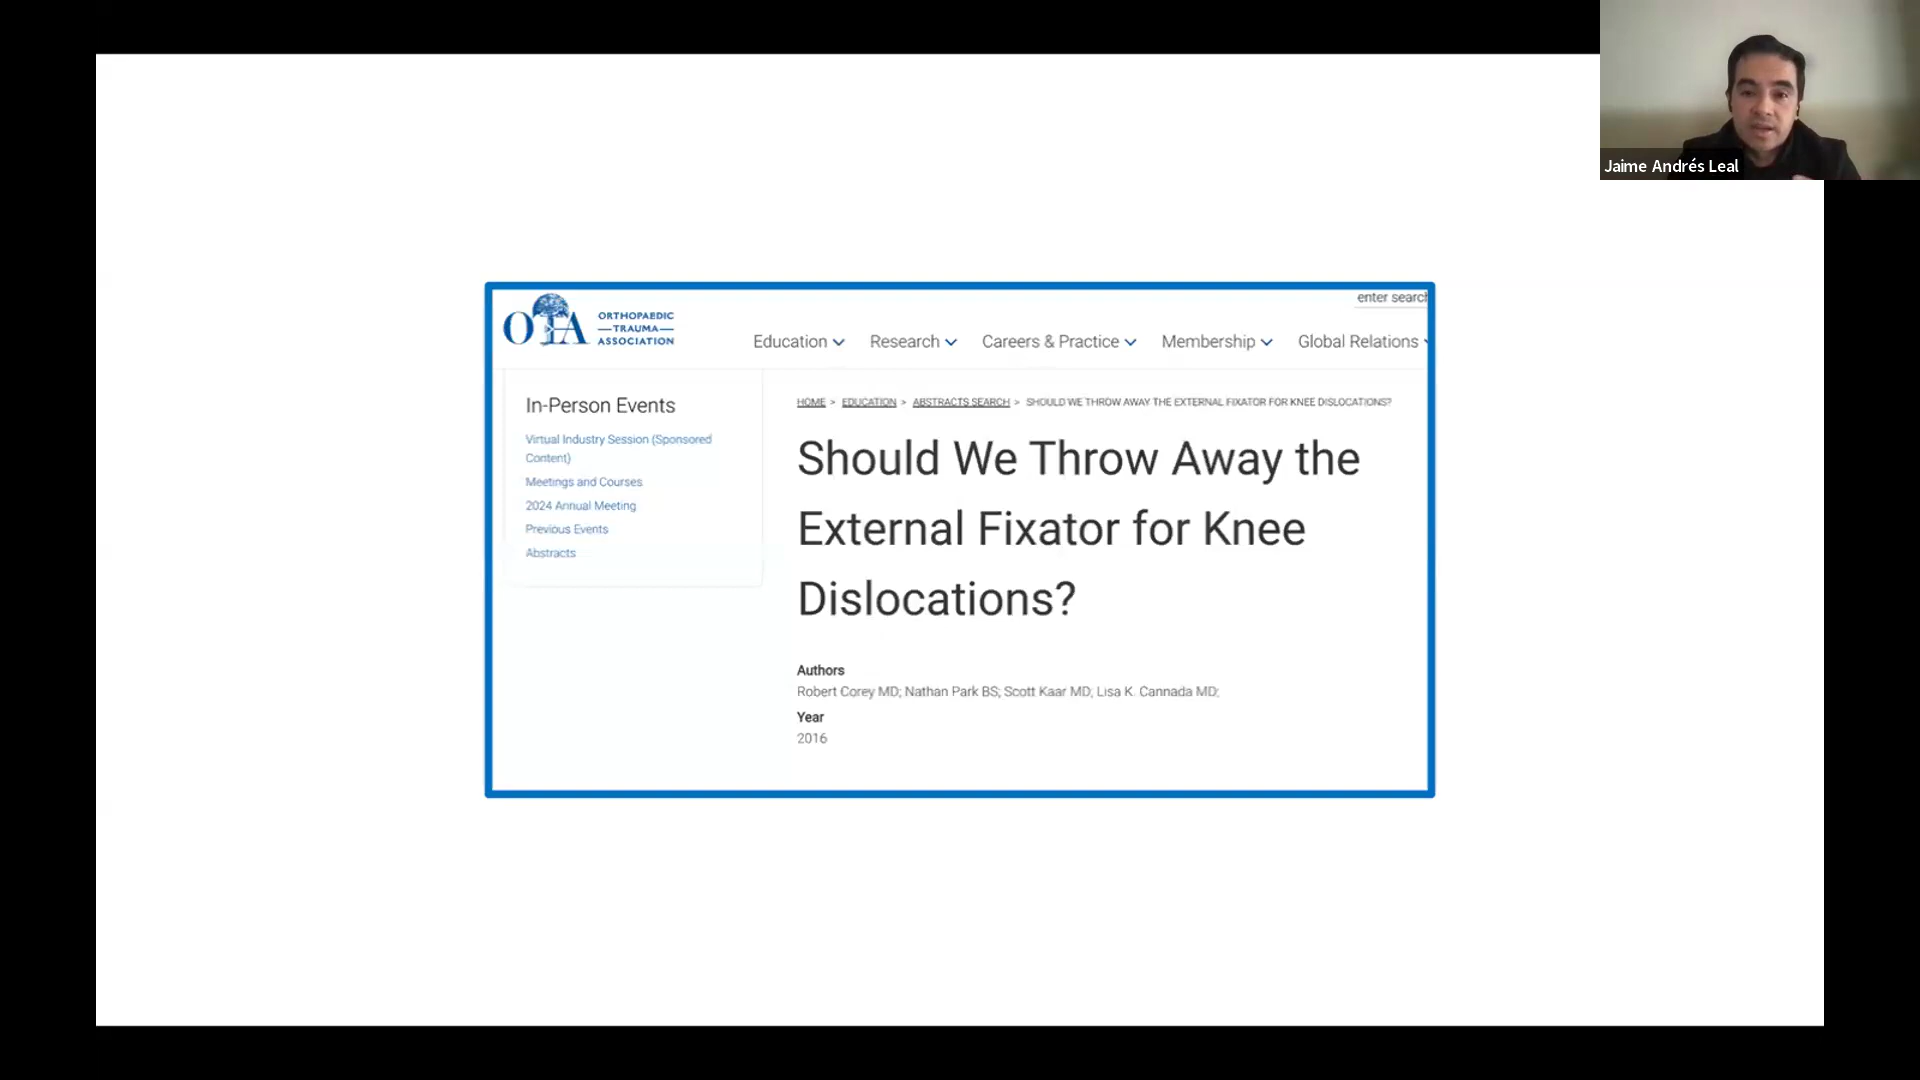 Jaime Andrés Leal
OTA
ORTHOPAEDIC
TRAUMA
ASSOCIATION
enter search
Education
Research
Careers & Practice
Membership
Global Relations
In-Person Events
Virtual Industry Session (Sponsored
Content)
Meetings and Courses
2024 Annual Meeting
Previous Events
Abstracts
HOME > EDUCATION > ABSTRACTS SEARCH > SHOULD WE THROW AWAY THE EXTERNAL FIXATOR FOR KNEE DISLOCATIONS?
Should We Throw Away the
External Fixator for Knee
Dislocations?
Authors
Robert Corey MD; Nathan Park BS; Scott Kaar MD; Lisa K. Cannada MD;
Year
2016